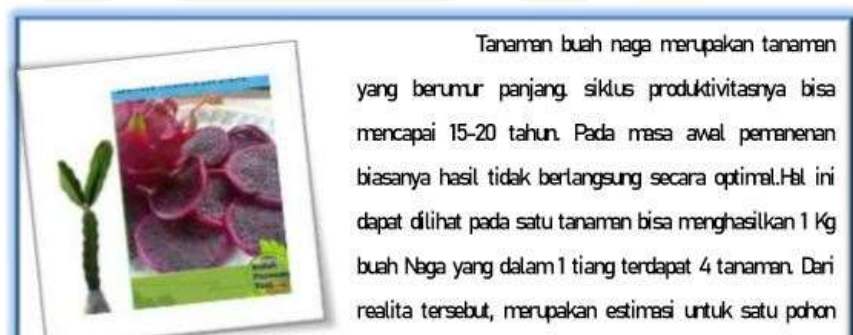 Tanaman buah naga merupakan tanaman
yang berumur panjang. siklus produktivitasnya bisa
mencapai 15-20 tahun. Pada masa awal pemanenan
biasanya hasil tidak berlangsung secara optimal.Hal ini
dapat dilihat pada satu tanaman bisa menghasilkan 1 Kg
buah Naga yang dalam 1 tiang terdapat 4 tanaman. Dari
realita tersebut, merupakan estimasi untuk satu pohon